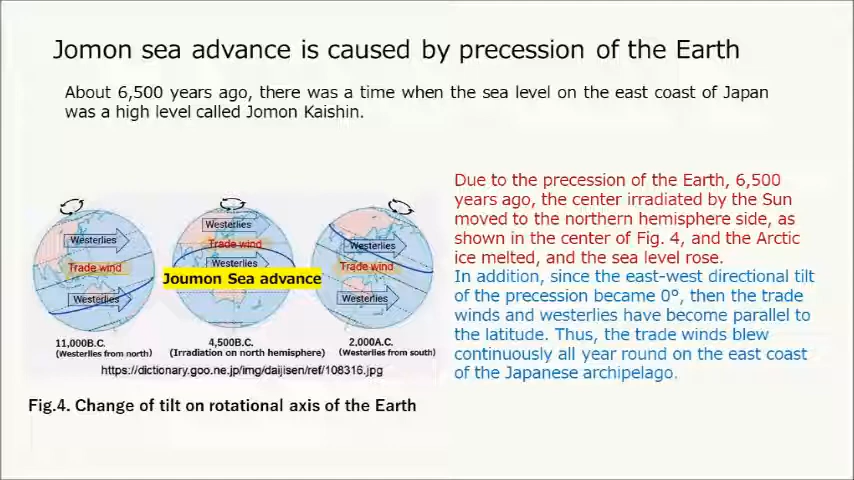 Jomon sea advance is caused by precession of the Earth
About 6,500 years ago, there was a time when the sea level on the east coast of Japan
was a high level called Jomon Kaishin.
Due to the precession of the Earth, 6,500
years ago, the center irradiated by the Sun
moved to the northern hemisphere side, as
shown in the center of Fig. 4, and the Arctic
ice melted, and the sea level rose.
In addition, since the east-west directional tilt
of the precession became 0°, then the trade
winds and westerlies have become parallel to
the latitude. Thus, the trade winds blew
continuously all year round on the east coast
of the Japanese archipelago.
Westerlies
Trade wind
Westerlies
Westerlies
Trade wind
Westerlies
Joumon Sea advance
Westerlies
Trade wind
Westerlies
11,000B.C.
(Westerlies from north)
4,500B.C.
(Irradiation on north hemisphere)
2,000A.C.
(Westerlies from south)
https://dictionary.goo.ne.jp/img/daijisen/ref/108316.jpg
Fig.4. Change of tilt on rotational axis of the Earth